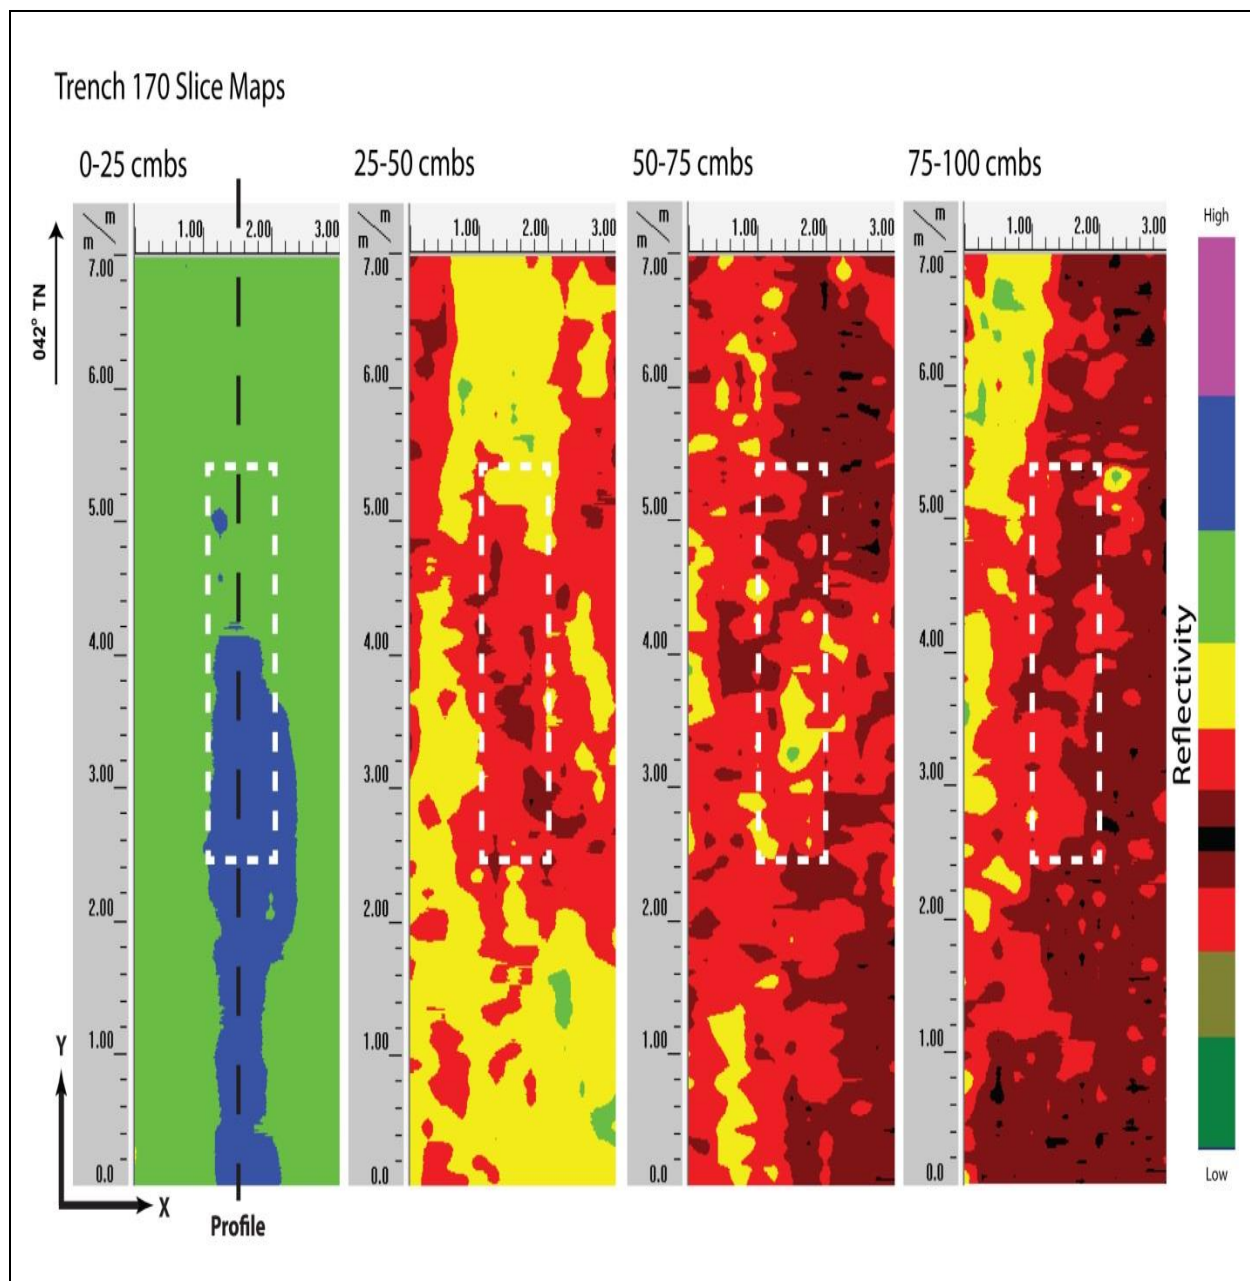 Trench 170 Slice Maps
0-25 cmbs
25-50 cmbs
50-75 cmbs
75-100 cmbs
High
m
m
1.00 2.00 3.00
m
m
1.00 2.00 3.00
m
m
1.00 2.00 3.00
m
m
1.00 2.00 3.00
042° TN
7.00
6.00
5.00
4.00
3.00
2.00
1.00
0.0
7.00
6.00
5.00
4.00
3.00
2.00
1.00
0.0
7.00
6.00
5.00
4.00
3.00
2.00
1.00
0.0
7.00
6.00
5.00
4.00
3.00
2.00
1.00
0.0
Reflectivity
Low
Y
X
Profile